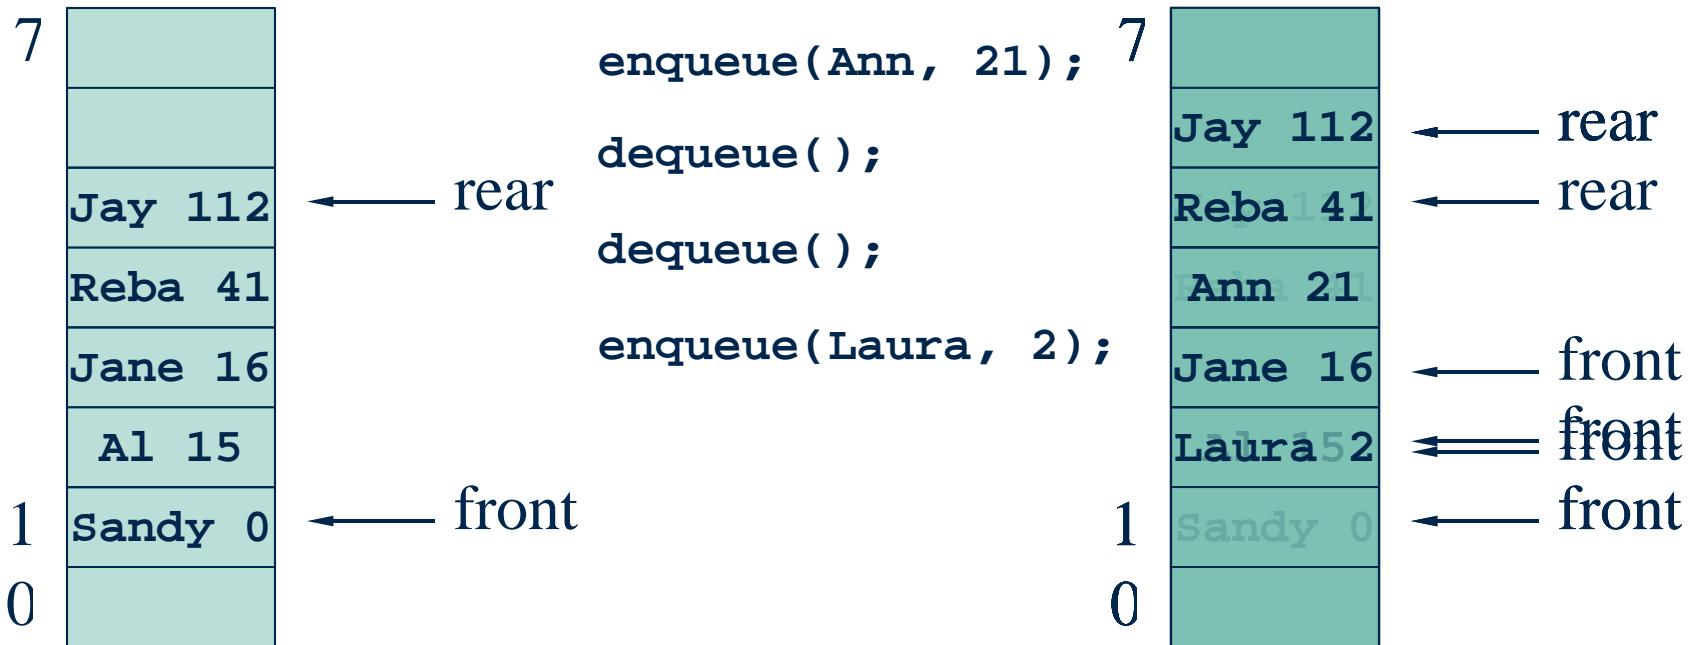 7
Jay 112
Reba 41
Jane 16
Al 15
1
Sandy 0
0
rear
front
enqueue(Ann, 21);
dequeue();
dequeue();
enqueue(Laura, 2);
7
Jay 112
Reba 41
Ann 21
Jane 16
Laura 2
1
Sandy 0
0
rear
rear
front
front
front
front